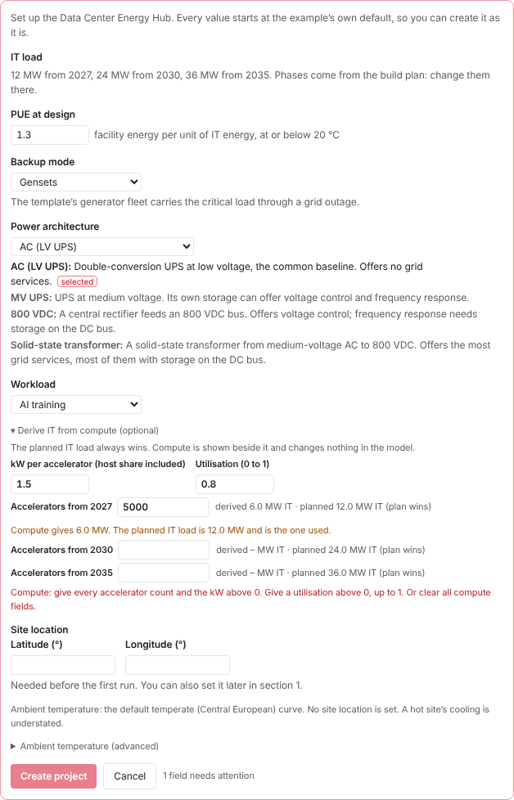 Set up the Data Center Energy Hub. Every value starts at the example's own default, so you can create it as
it is.
IT load
12 MW from 2027, 24 MW from 2030, 36 MW from 2035. Phases come from the build plan: change them
there.
PUE at design
1.3 facility energy per unit of IT energy, at or below 20 °C
Backup mode
Gensets
The template's generator fleet carries the critical load through a grid outage.
Power architecture
AC (LV UPS)
AC (LV UPS): Double-conversion UPS at low voltage, the common baseline. Offers no grid
services. selected
MV UPS: UPS at medium voltage. Its own storage can offer voltage control and frequency response.
800 VDC: A central rectifier feeds an 800 VDC bus. Offers voltage control; frequency response needs
storage on the DC bus.
Solid-state transformer: A solid-state transformer from medium-voltage AC to 800 VDC. Offers the most
grid services, most of them with storage on the DC bus.
Workload
AI training
▾ Derive IT from compute (optional)
The planned IT load always wins. Compute is shown beside it and changes nothing in the model.
kW per accelerator (host share included) Utilisation (0 to 1)
1.5 0.8
Accelerators from 2027 5000 derived 6.0 MW IT · planned 12.0 MW IT (plan wins)
Compute gives 6.0 MW. The planned IT load is 12.0 MW and is the one used.
Accelerators from 2030 derived – MW IT · planned 24.0 MW IT (plan wins)
Accelerators from 2035 derived – MW IT · planned 36.0 MW IT (plan wins)
Compute: give every accelerator count and the kW above 0. Give a utilisation above 0, up to 1. Or clear all compute
fields.
Site location
Latitude (°) Longitude (°)
Needed before the first run. You can also set it later in section 1.
Ambient temperature: the default temperate (Central European) curve. No site location is set. A hot site's cooling is
understated.
▸ Ambient temperature (advanced)
Create project Cancel 1 field needs attention